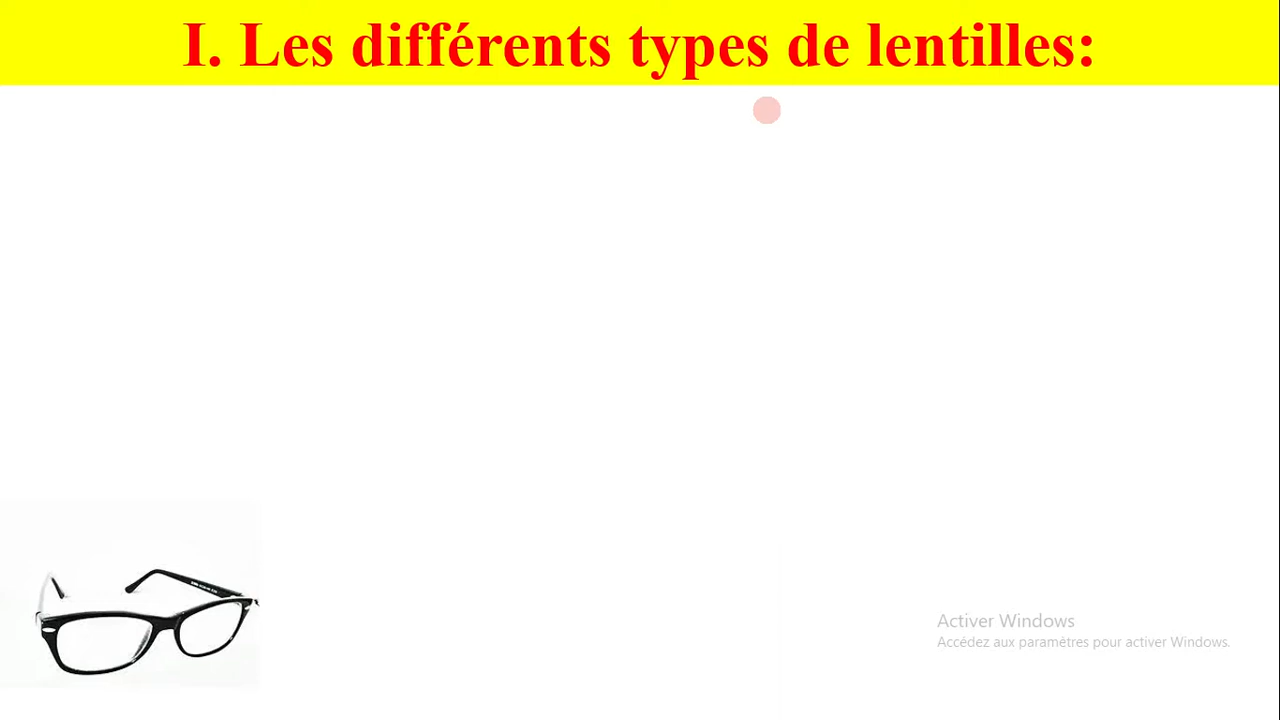 I. Les différents types de lentilles:
Activer Windows
Accédez aux paramètres pour activer Windows.